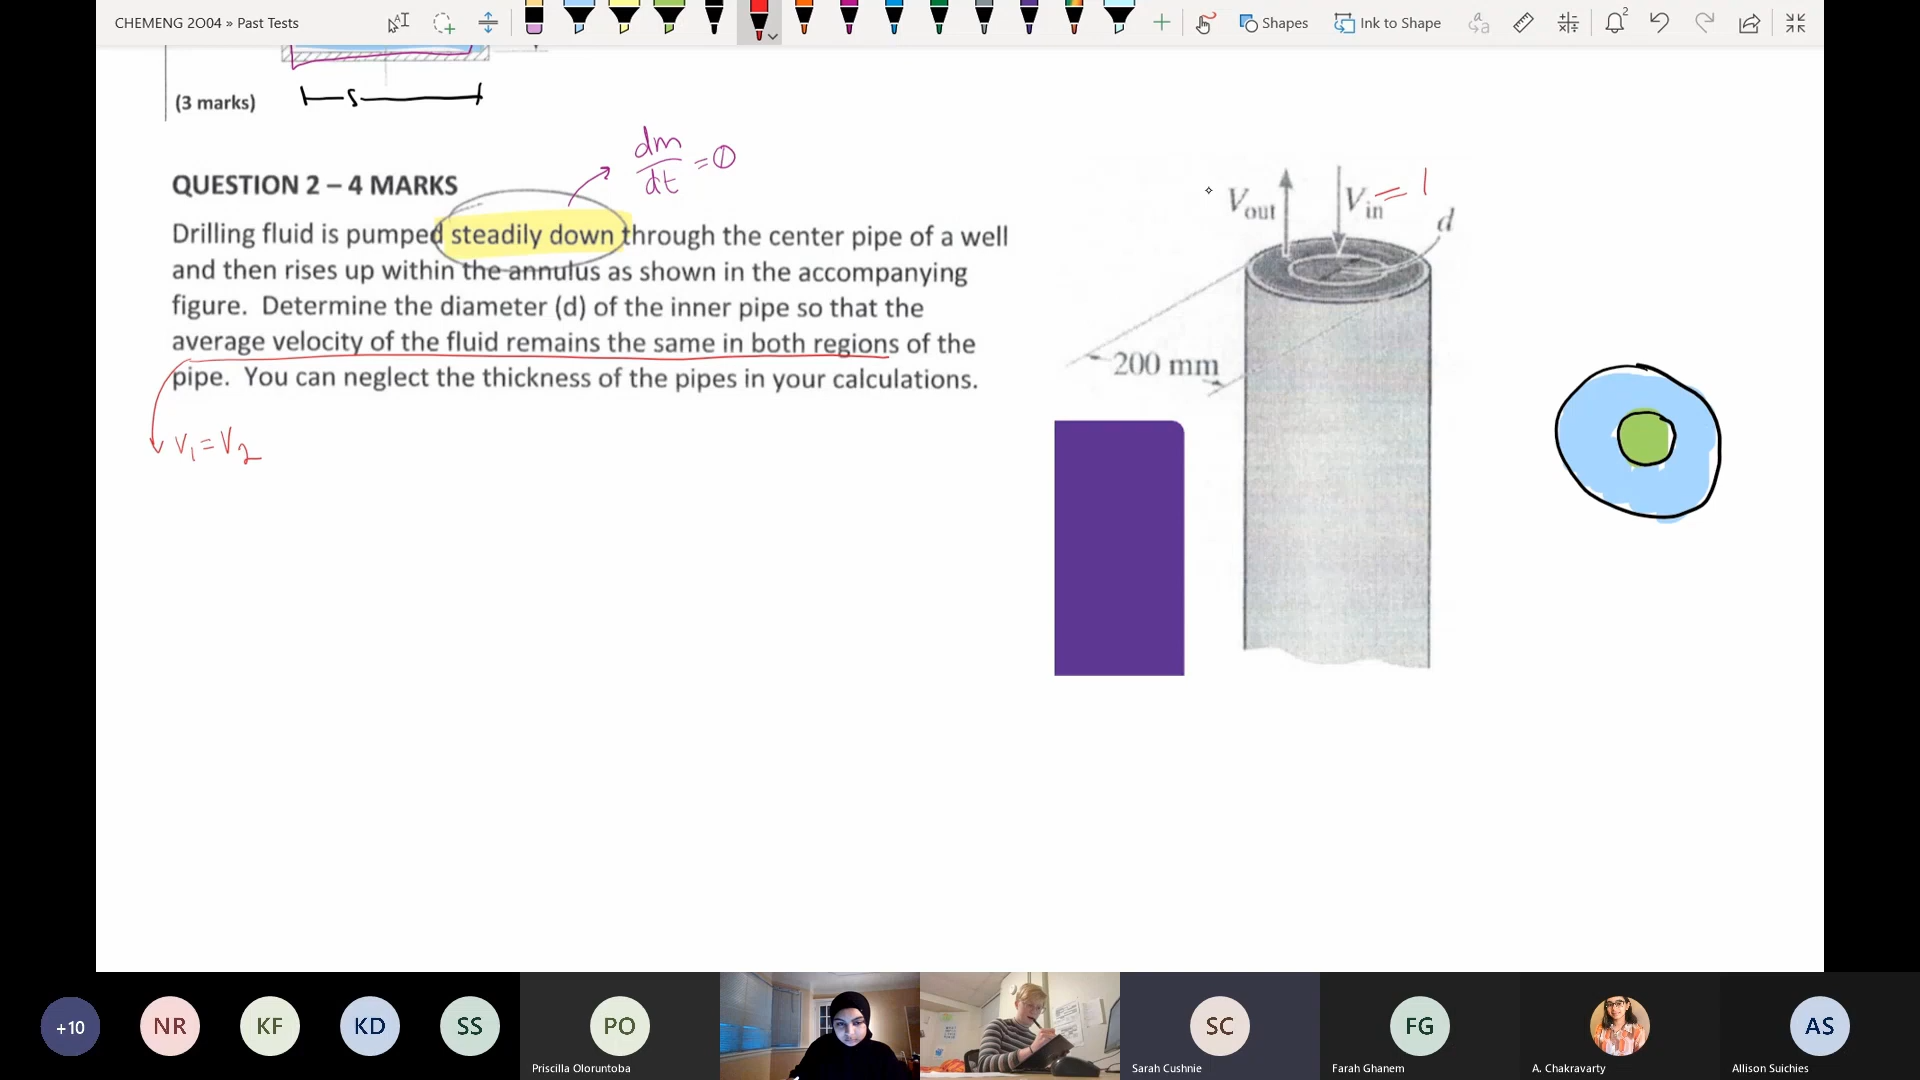 CHEMENG 2O04 » Past Tests
Shapes
Ink to Shape
2
(3 marks)
s
dm
dt
= 0
QUESTION 2 – 4 MARKS
Drilling fluid is pumped steadily down through the center pipe of a well
and then rises up within the annulus as shown in the accompanying
figure. Determine the diameter (d) of the inner pipe so that the
average velocity of the fluid remains the same in both regions of the
pipe. You can neglect the thickness of the pipes in your calculations.
V1 = V2
Vout
Vin = 1
d
200 mm
+10
NR
KF
KD
SS
PO
Priscilla Oloruntoba
SC
Sarah Cushnie
FG
Farah Ghanem
A. Chakravarty
AS
Allison Suichies